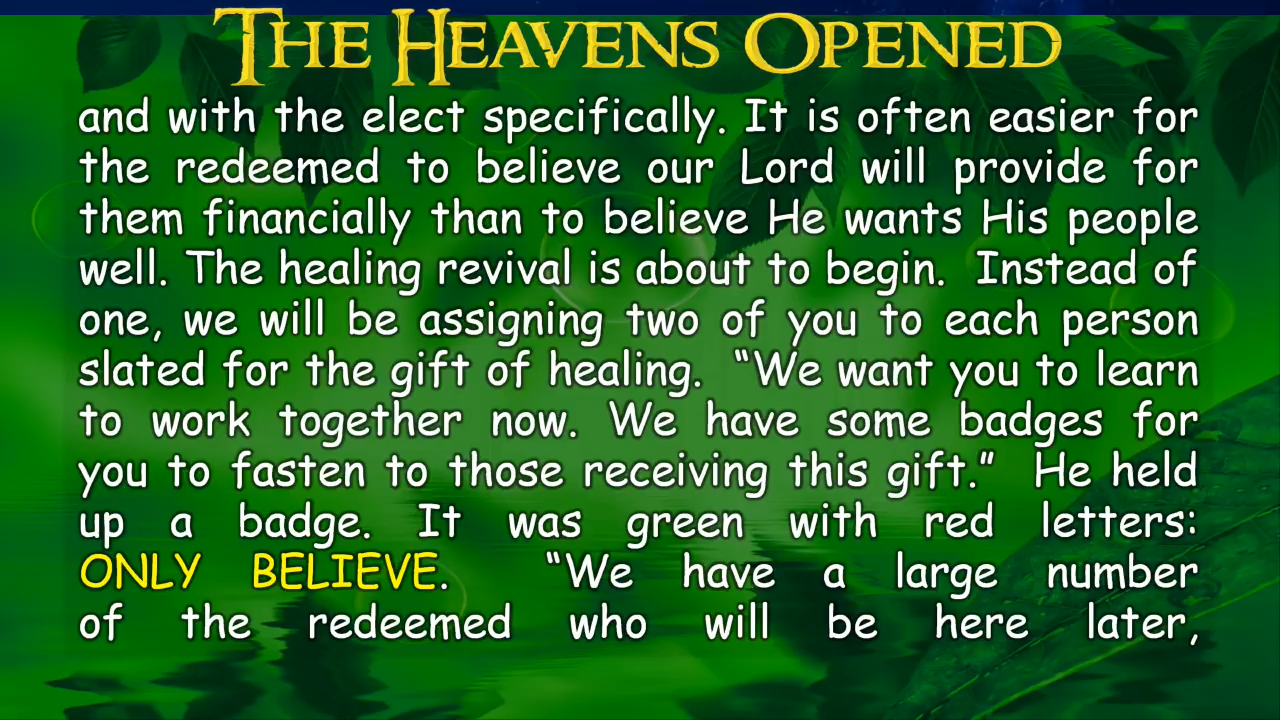 THE HEAVENS OPENED
and with the elect specifically. It is often easier for
the redeemed to believe our Lord will provide for
them financially than to believe He wants His people
well. The healing revival is about to begin.  Instead of
one, we will be assigning two of you to each person
slated for the gift of healing.  “We want you to learn
to work together now. We have some badges for
you to fasten to those receiving this gift.”  He held
up a badge. It was green with red letters:
ONLY BELIEVE.  “We have a large number
of the redeemed who will be here later,